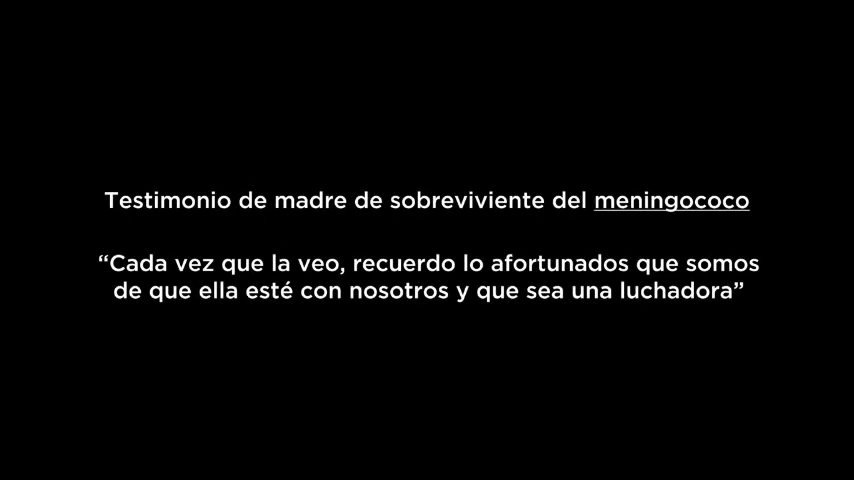 Testimonio de madre de sobreviviente del meningococo
“Cada vez que la veo, recuerdo lo afortunados que somos
de que ella esté con nosotros y que sea una luchadora”